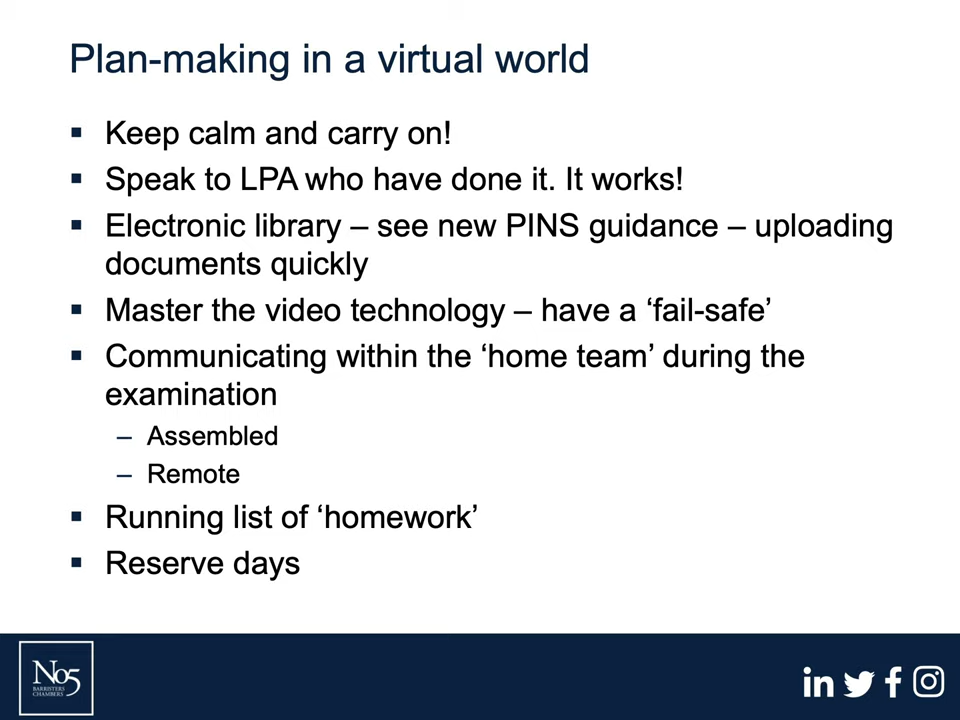 Plan-making in a virtual world
▪ Keep calm and carry on!
▪ Speak to LPA who have done it. It works!
▪ Electronic library – see new PINS guidance – uploading
documents quickly
▪ Master the video technology – have a ‘fail-safe’
▪ Communicating within the ‘home team’ during the
examination
– Assembled
– Remote
▪ Running list of ‘homework’
▪ Reserve days
No5
BARRISTERS
CHAMBERS
in